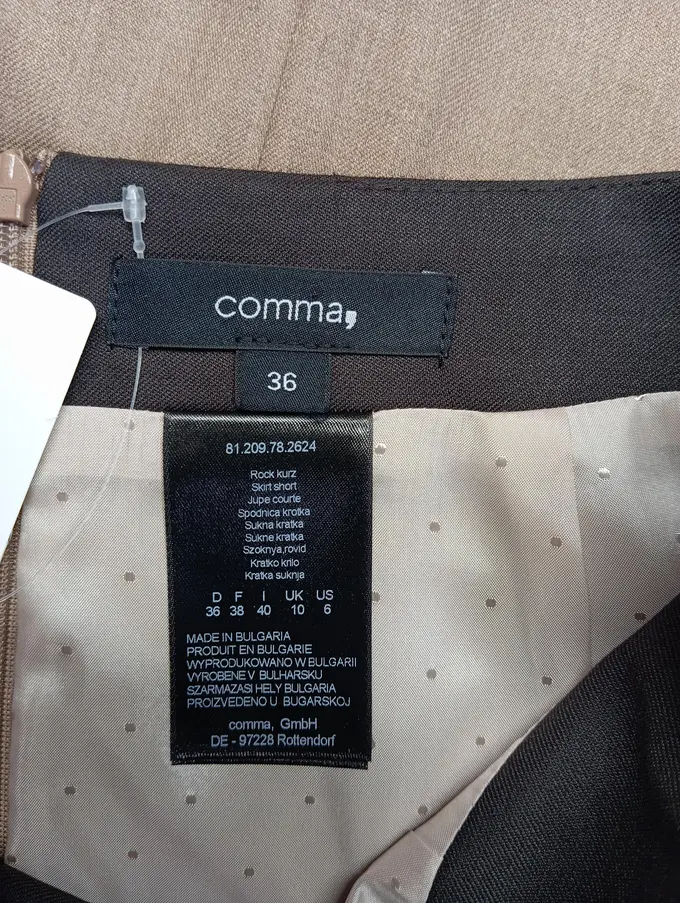 comma,
36
81.209.78.2624
Rock kurz
Skirt short
Jupe courte
Spodnica krotka
Sukna kratka
Sukne kratka
Szoknya,rovid
Kratko krilo
Kratka suknja
D F I UK US
36 38 40 10 6
MADE IN BULGARIA
PRODUIT EN BULGARIE
WYPRODUKOWANO W BULGARII
VYROBENE V BULHARSKU
SZARMAZASI HELY BULGARIA
PROIZVEDENO U BUGARSKOJ
comma, GmbH
DE - 97228 Rottendorf